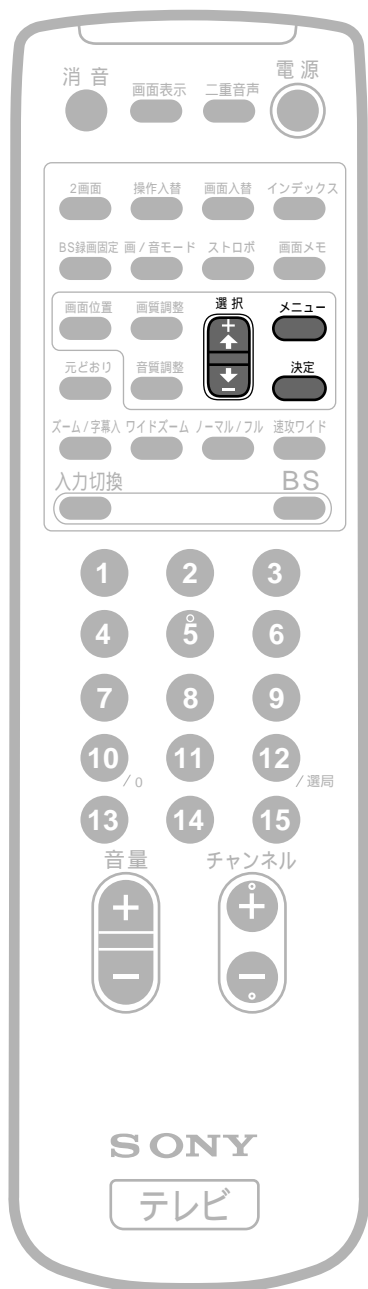 消音 画面表示 二重音声 電源
2画面 操作入替 画面入替 インデックス
BS録画固定 画/音モード ストロボ 画面メモ
画面位置 画質調整 選択 メニュー
+
元どおり 音質調整 決定
−
ズーム/字幕入 ワイドズーム ノーマル/フル 速攻ワイド
入力切換 BS
1 2 3
4 5 6
7 8 9
10/0 11 12/選局
13 14 15
音量 チャンネル
+ +
− −
SONY
テレビ